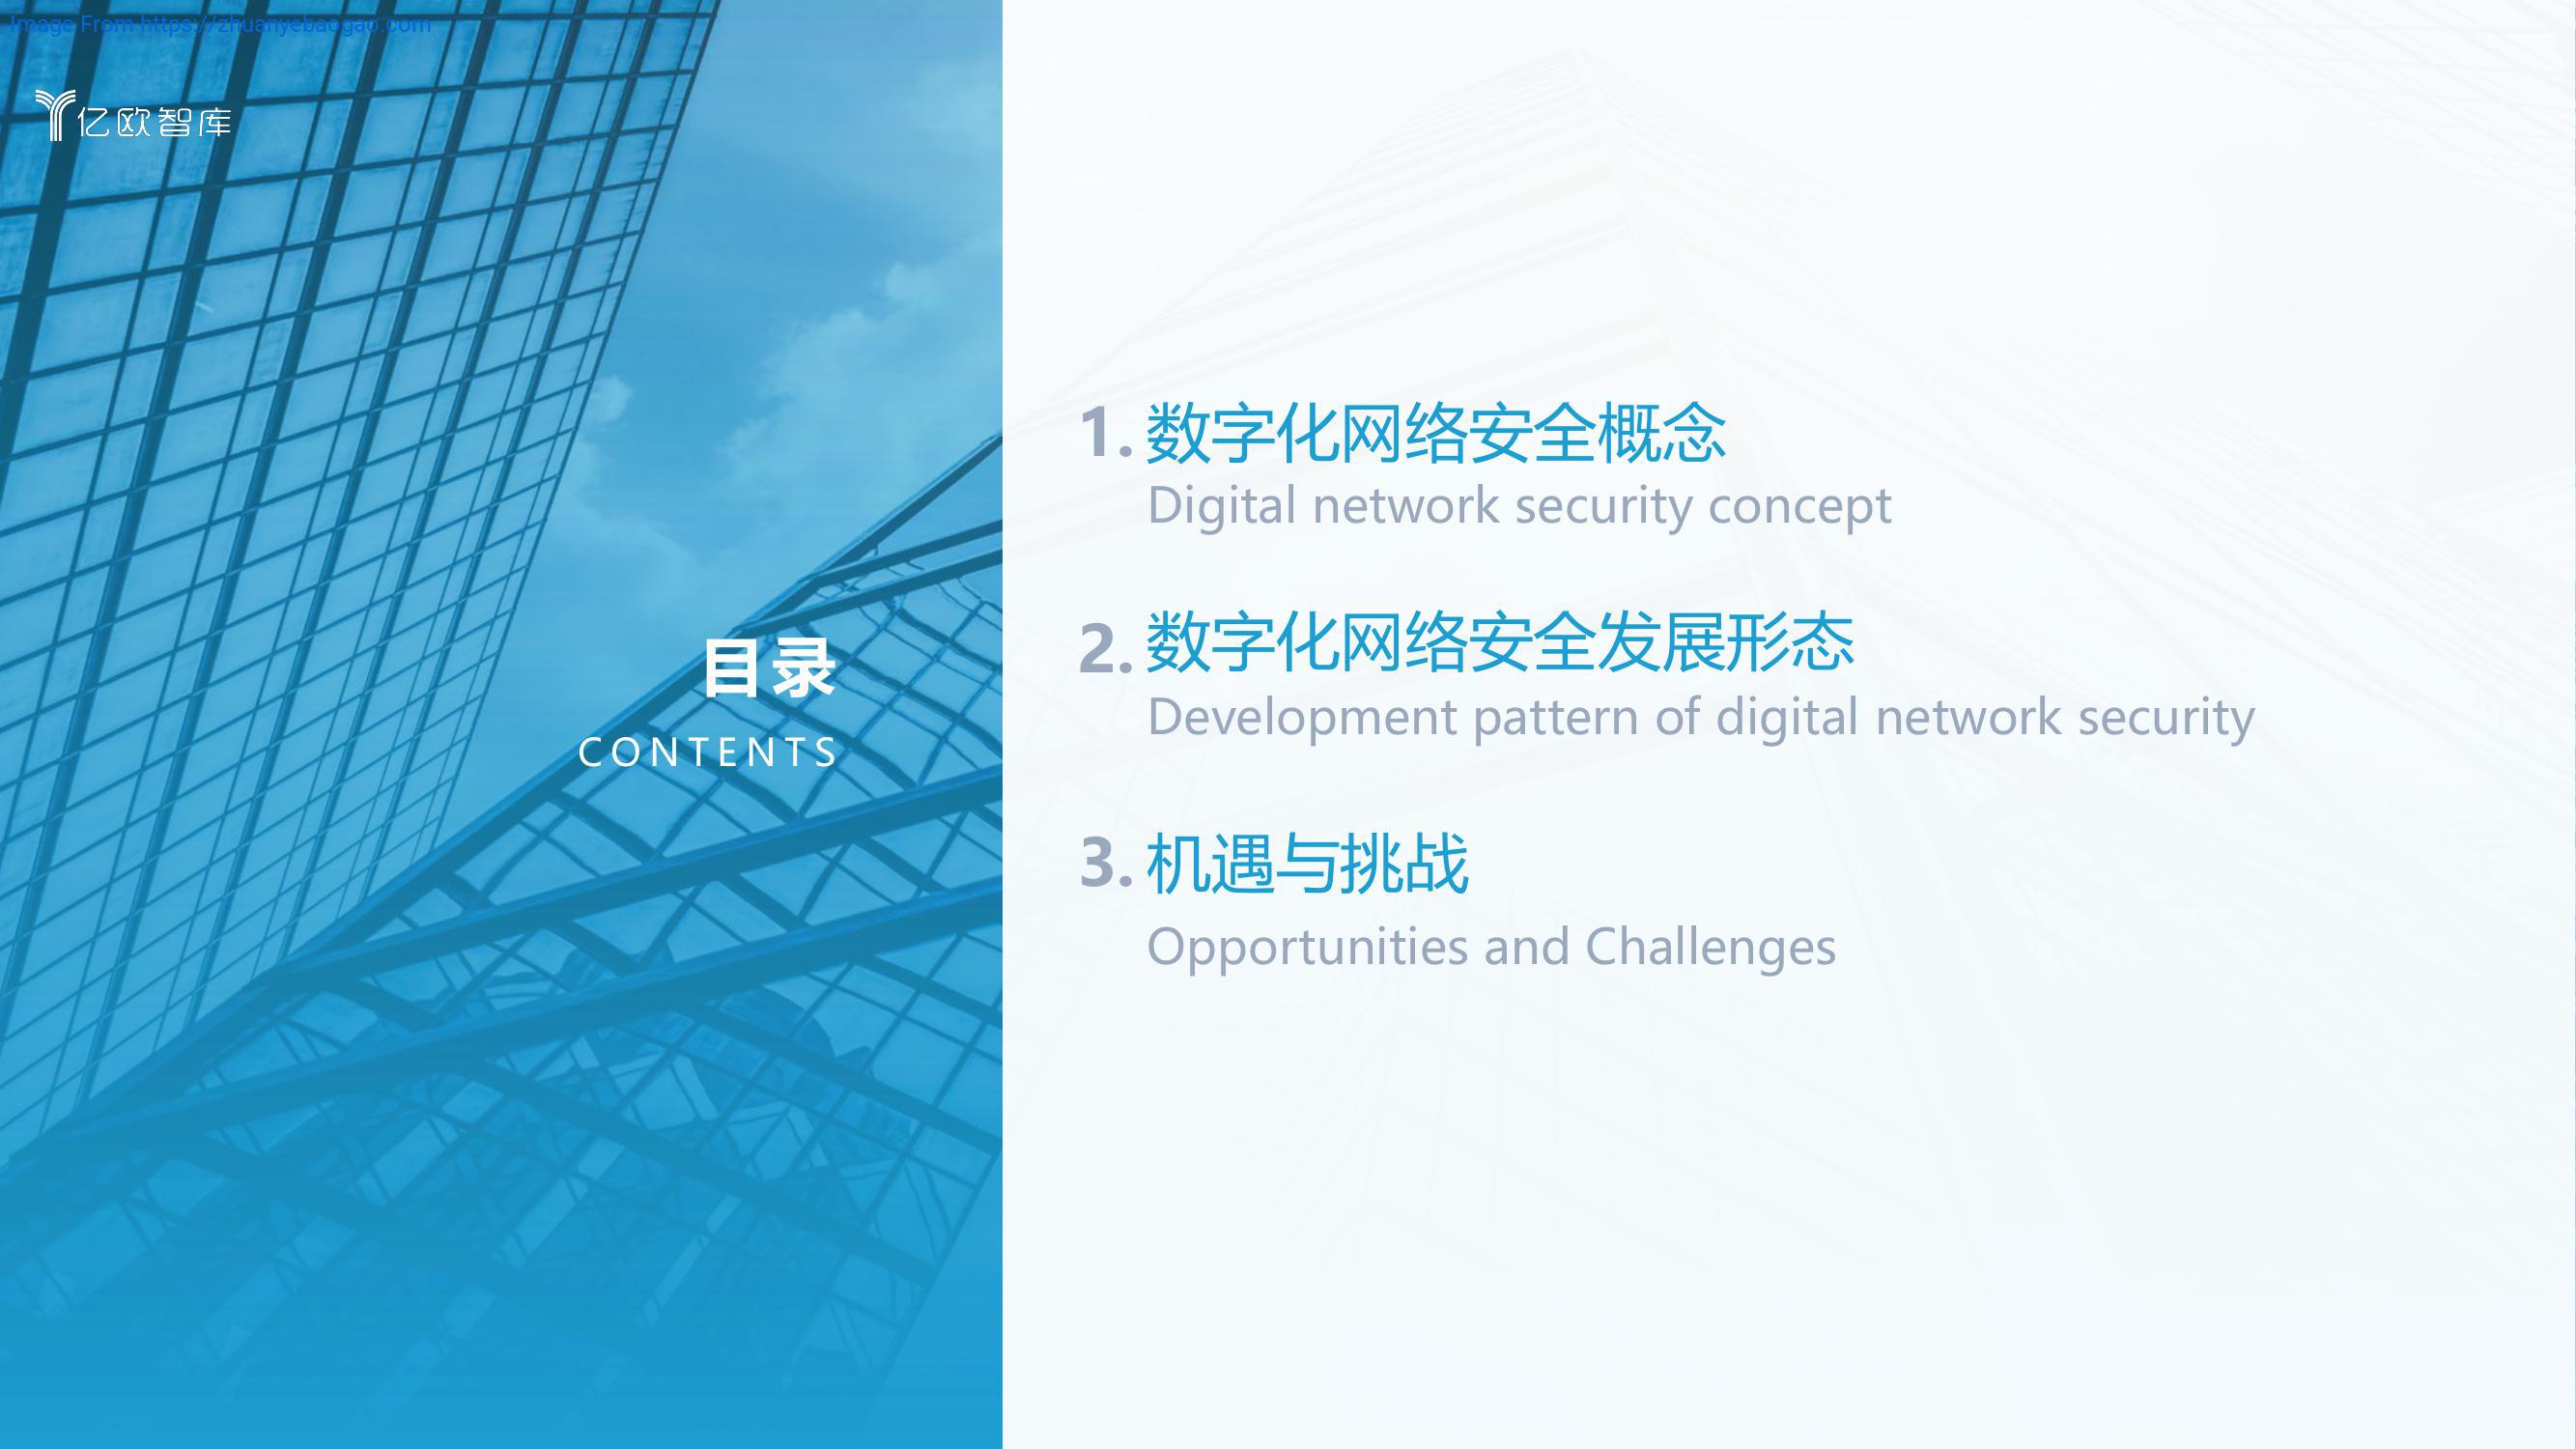 Image From https://zhuanyebaogao.com
亿欧智库
目录
CONTENTS
1. 数字化网络安全概念
Digital network security concept
2. 数字化网络安全发展形态
Development pattern of digital network security
3. 机遇与挑战
Opportunities and Challenges